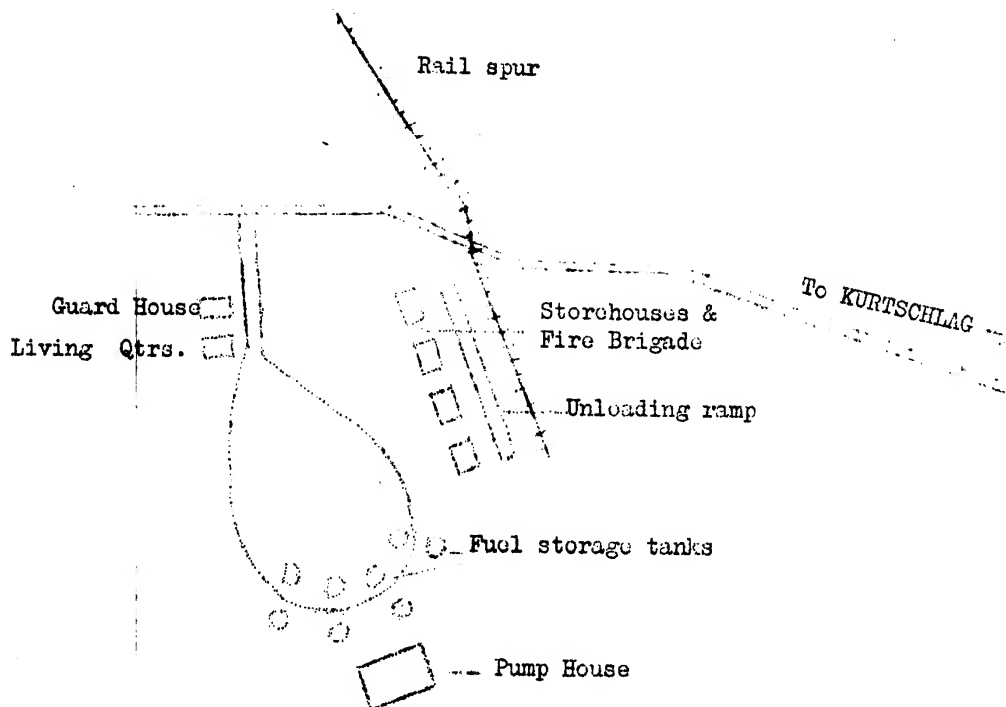 Rail spur
To KURTSCHLAG
Guard House
Living Qtrs.
Storehouses &
Fire Brigade
Unloading ramp
Fuel storage tanks
Pump House